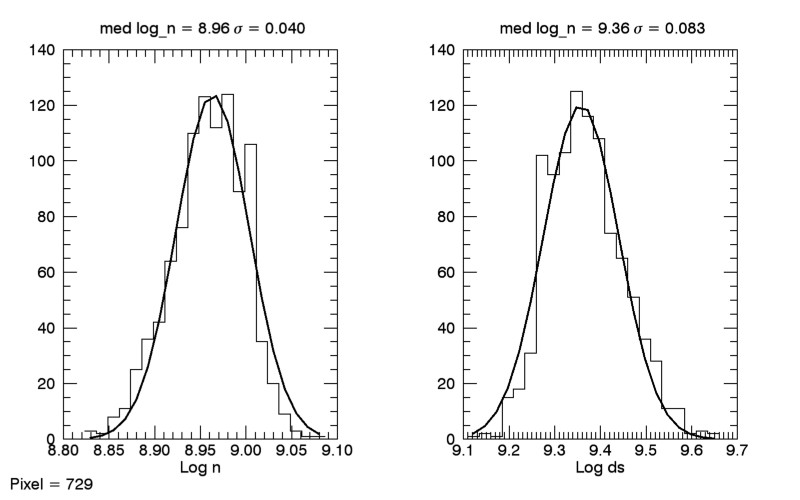 med log_n = 8.96 σ = 0.040
med log_n = 9.36 σ = 0.083
140
120
100
80
60
40
20
0
8.80 8.85 8.90 8.95 9.00 9.05 9.10
Log n
140
120
100
80
60
40
20
0
9.1 9.2 9.3 9.4 9.5 9.6 9.7
Log ds
Pixel = 729